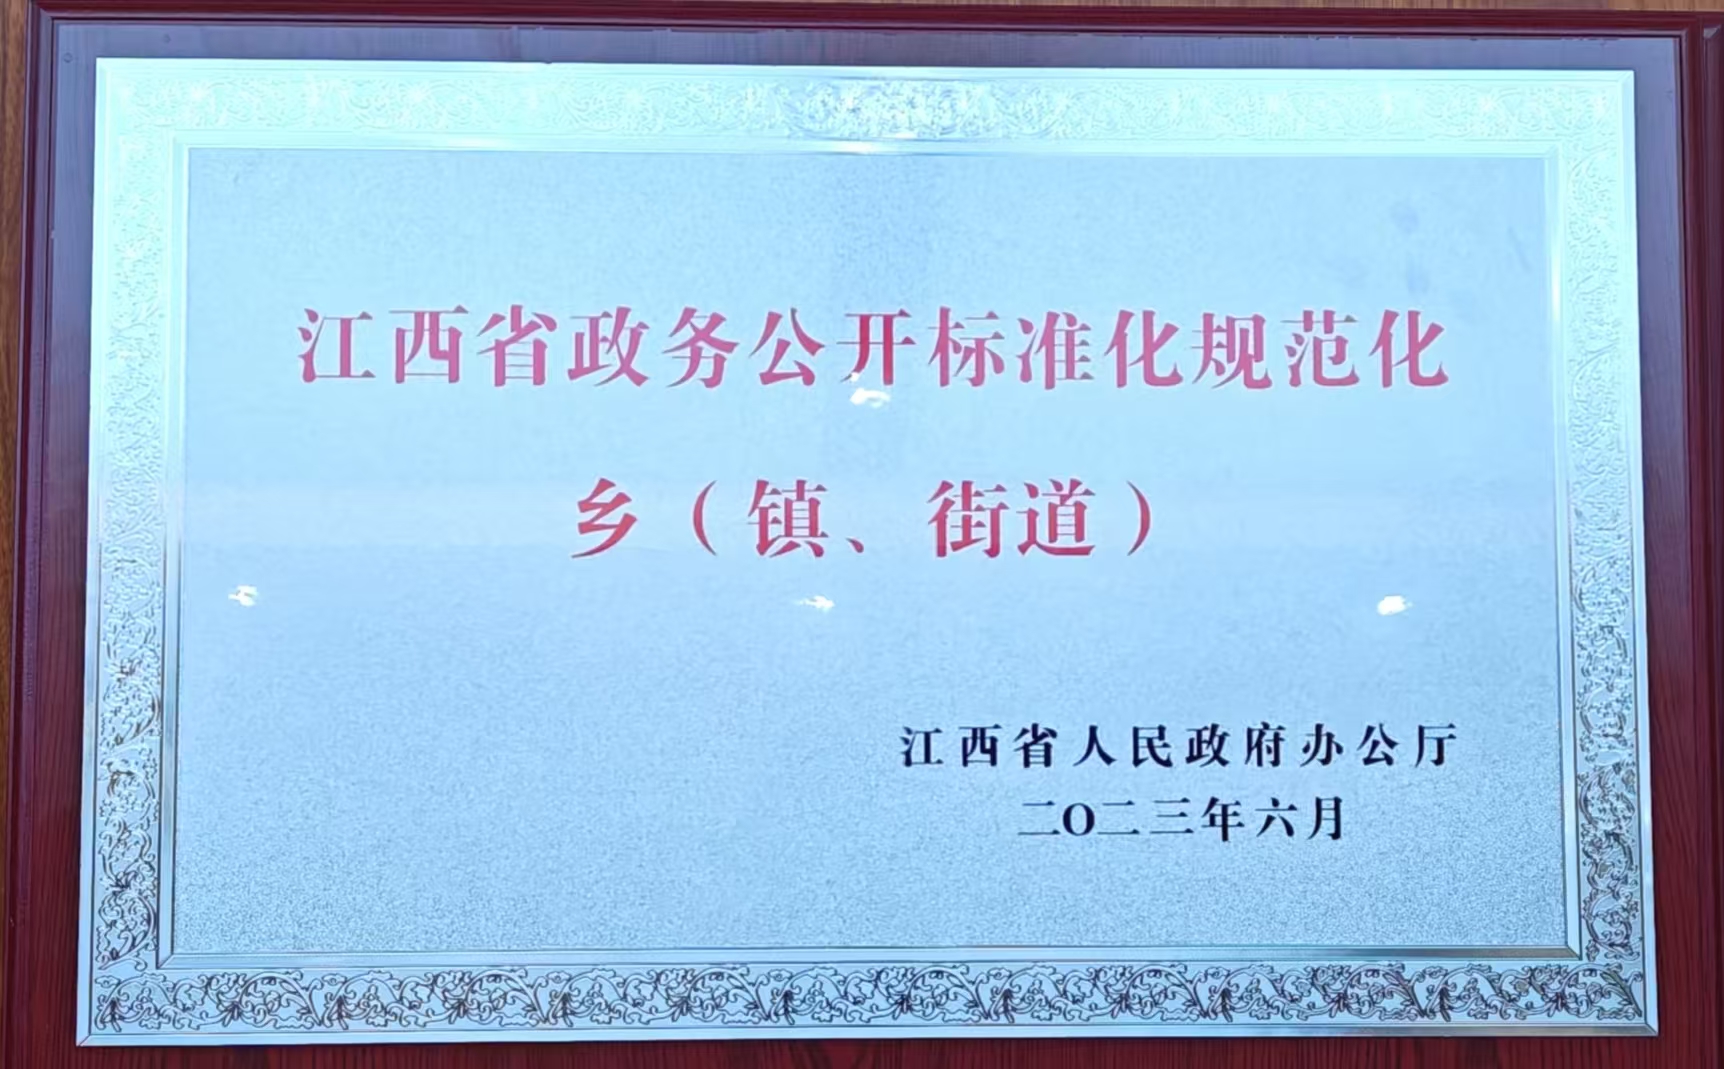 江西省政务公开标准化规范化
乡（镇、街道）
江西省人民政府办公厅
二〇二三年六月